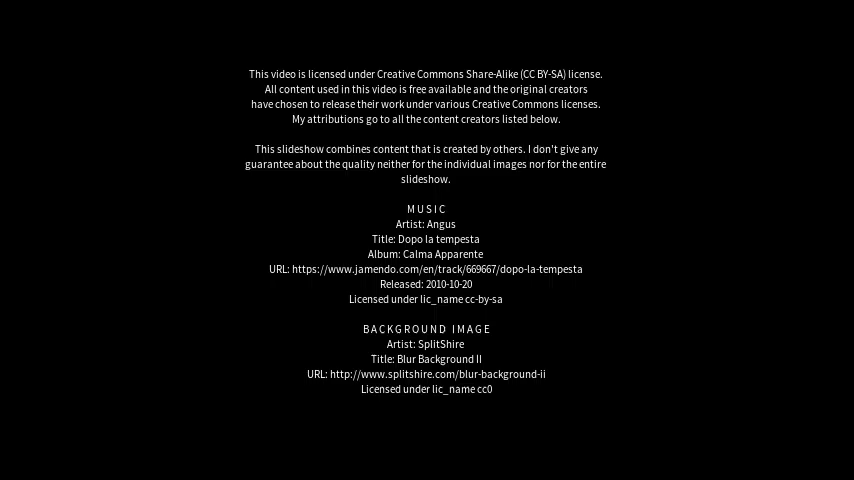 This video is licensed under Creative Commons Share-Alike (CC BY-SA) license.
All content used in this video is free available and the original creators
have chosen to release their work under various Creative Commons licenses.
My attributions go to all the content creators listed below.
This slideshow combines content that is created by others. I don't give any
guarantee about the quality neither for the individual images nor for the entire
slideshow.
MUSIC
Artist: Angus
Title: Dopo la tempesta
Album: Calma Apparente
URL: https://www.jamendo.com/en/track/669667/dopo-la-tempesta
Released: 2010-10-20
Licensed under lic_name cc-by-sa
BACKGROUND IMAGE
Artist: SplitShire
Title: Blur Background II
URL: http://www.splitshire.com/blur-background-ii
Licensed under lic_name cc0